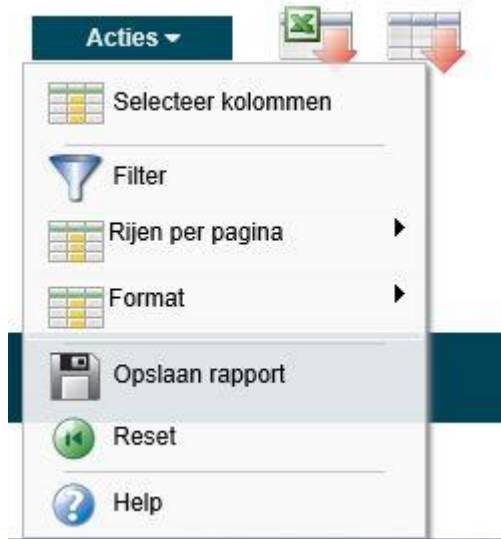 Acties
Selecteer kolommen
Filter
Rijen per pagina
Format
Opslaan rapport
Reset
Help